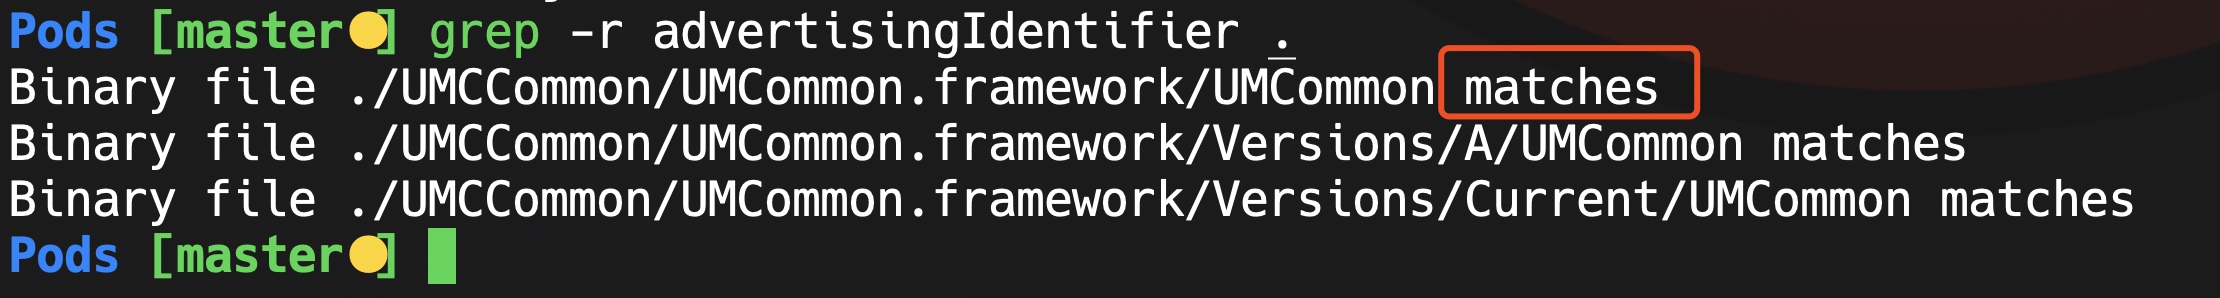 Pods [master] grep -r advertisingIdentifier .
Binary file ./UMCCommon/UMCommon.framework/UMCommon matches
Binary file ./UMCCommon/UMCommon.framework/Versions/A/UMCommon matches
Binary file ./UMCCommon/UMCommon.framework/Versions/Current/UMCommon matches
Pods [master]